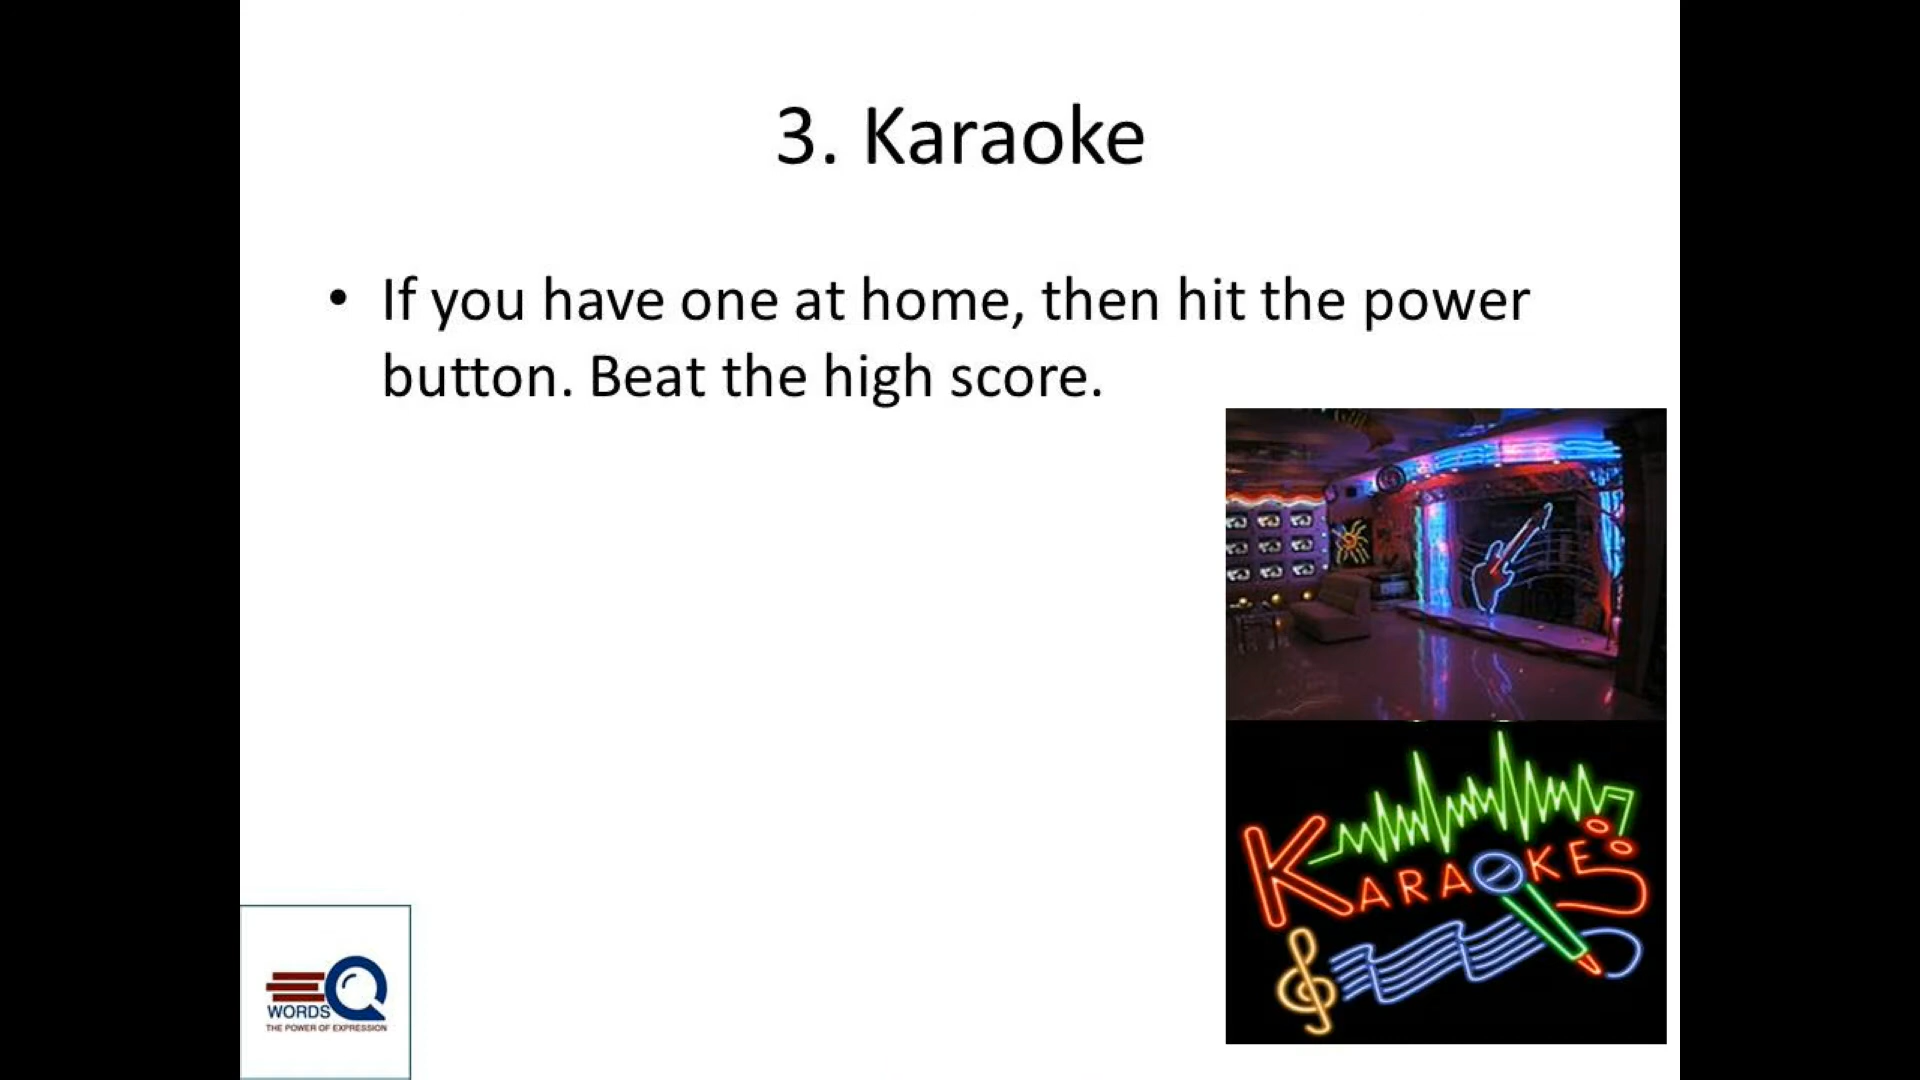 3. Karaoke
• If you have one at home, then hit the power
button. Beat the high score.
KARAOKE
WORDS
THE POWER OF EXPRESSION